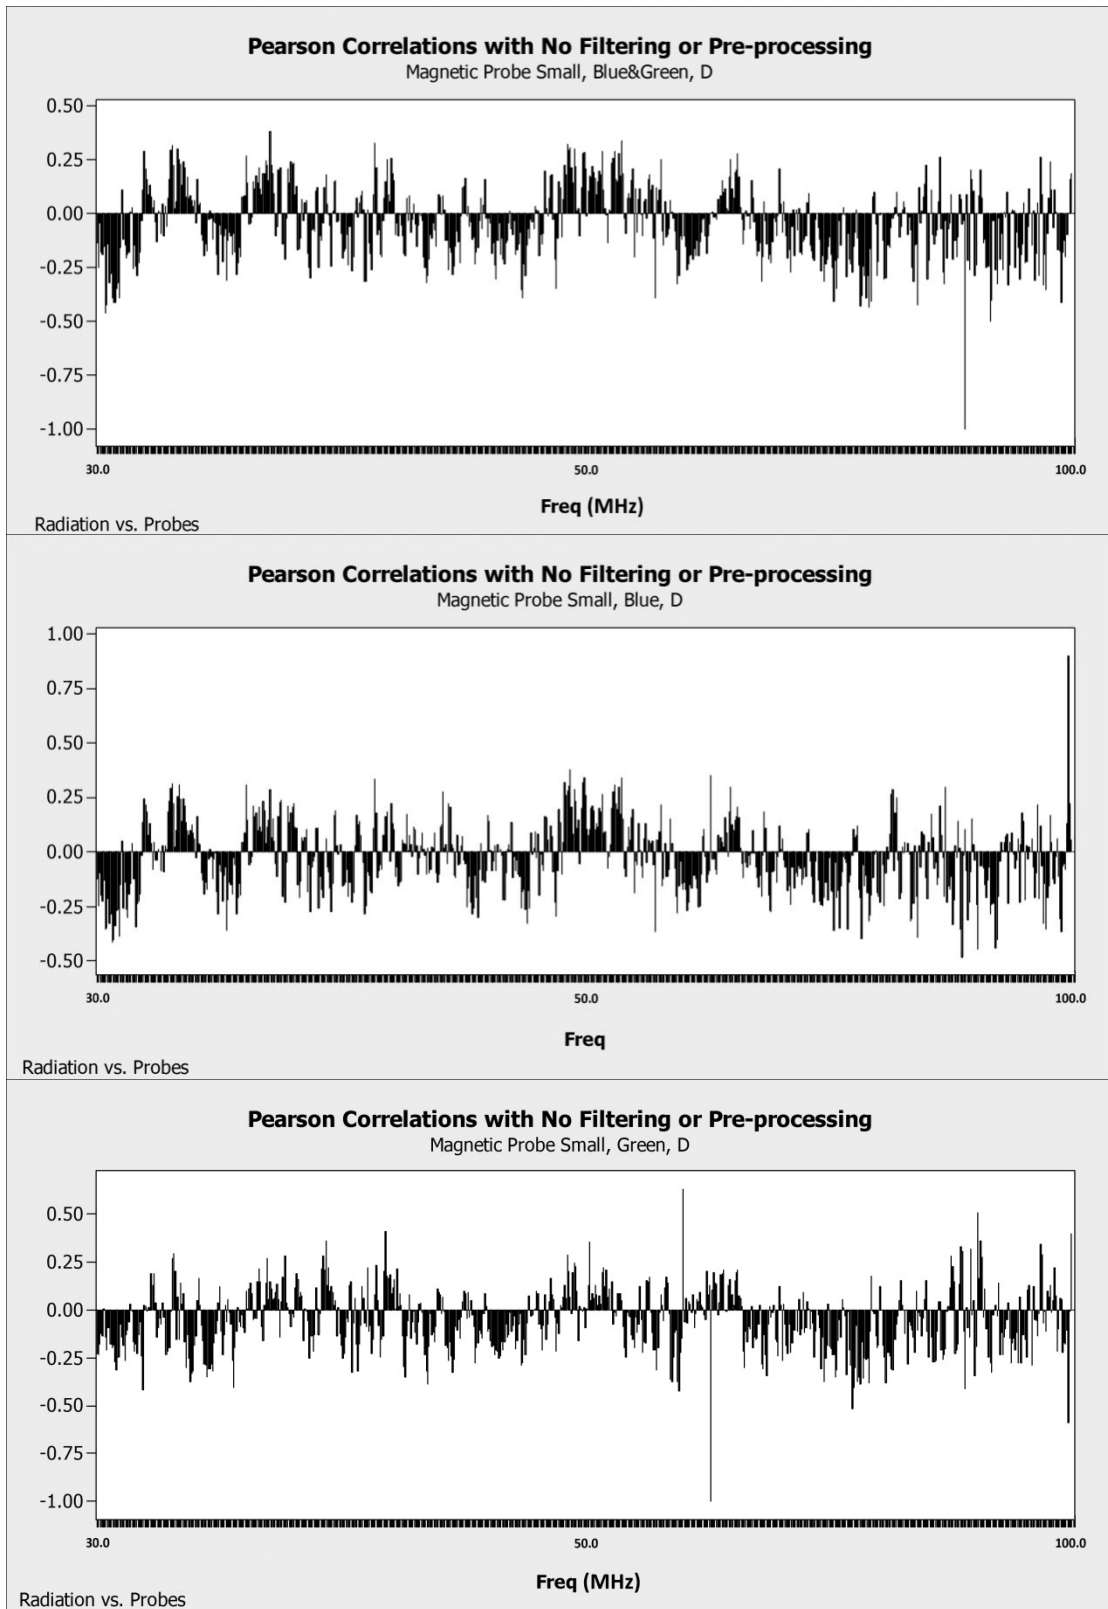 Pearson Correlations with No Filtering or Pre-processing
Magnetic Probe Small, Blue&Green, D
0.50
0.25
0.00
-0.25
-0.50
-0.75
-1.00
30.0 50.0 100.0
Freq (MHz)
Radiation vs. Probes
Pearson Correlations with No Filtering or Pre-processing
Magnetic Probe Small, Blue, D
1.00
0.75
0.50
0.25
0.00
-0.25
-0.50
30.0 50.0 100.0
Freq
Radiation vs. Probes
Pearson Correlations with No Filtering or Pre-processing
Magnetic Probe Small, Green, D
0.50
0.25
0.00
-0.25
-0.50
-0.75
-1.00
30.0 50.0 100.0
Freq (MHz)
Radiation vs. Probes